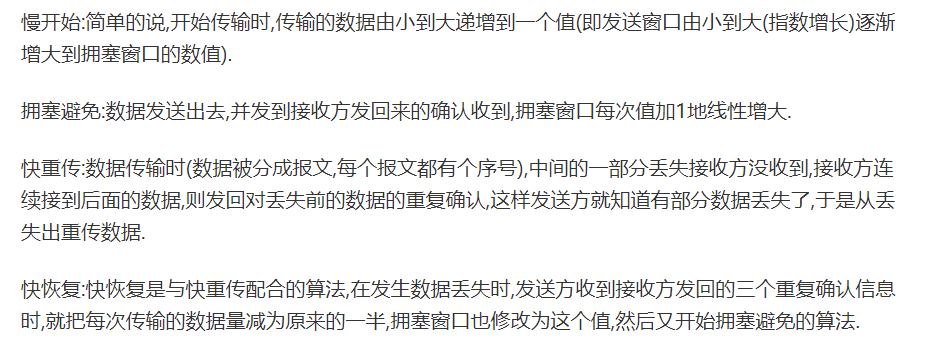 慢开始:简单的说,开始传输时,传输的数据由小到大递增到一个值(即发送窗口由小到大(指数增长)逐渐
增大到拥塞窗口的数值).
拥塞避免:数据发送出去,并发到接收方发回来的确认收到,拥塞窗口每次值加1地线性增大.
快重传:数据传输时(数据被分成报文,每个报文都有个序号),中间的一部分丢失接收方没收到,接收方连
续接到后面的数据,则发回对丢失前的数据的重复确认,这样发送方就知道有部分数据丢失了,于是从丢
失出重传数据.
快恢复:快恢复是与快重传配合的算法,在发生数据丢失时,发送方收到接收方发回的三个重复确认信息
时,就把每次传输的数据量减为原来的一半,拥塞窗口也修改为这个值,然后又开始拥塞避免的算法.